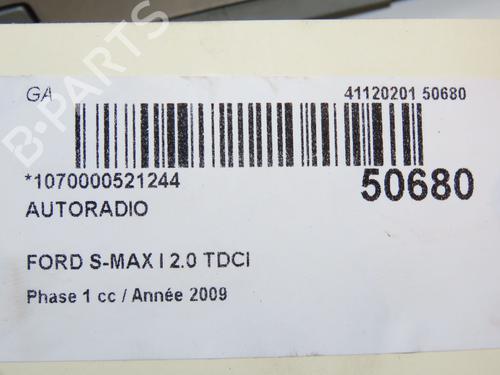 B-PARTS
GA
41120201 50680
*1070000521244
50680
AUTORADIO
FORD S-MAX I 2.0 TDCI
Phase 1 cc / Année 2009